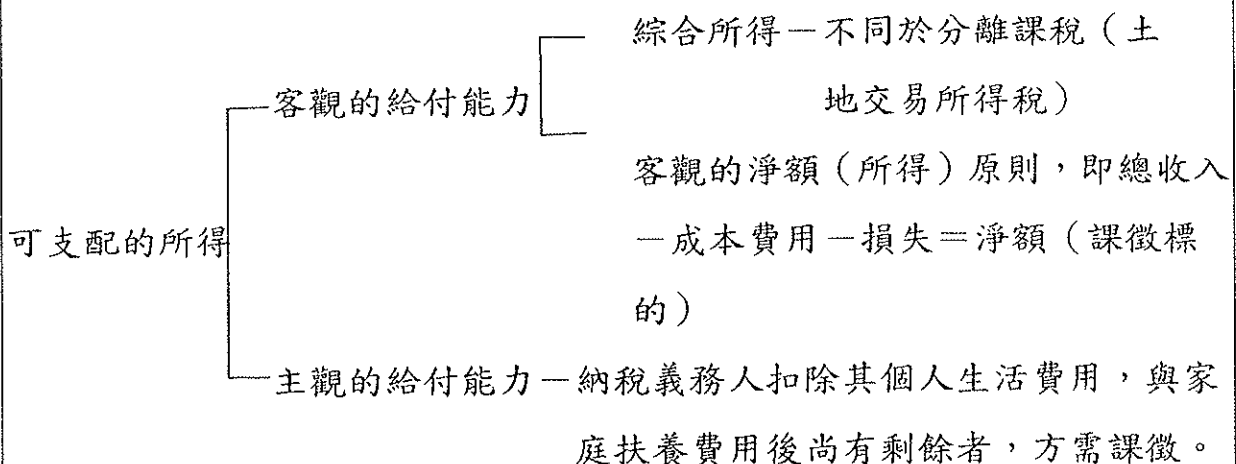 綜合所得－不同於分離課稅（土
客觀的給付能力
地交易所得稅）
客觀的淨額（所得）原則，即總收入
可支配的所得
－成本費用－損失＝淨額（課徵標
的）
主觀的給付能力－納稅義務人扣除其個人生活費用，與家
庭扶養費用後尚有剩餘者，方需課徵。